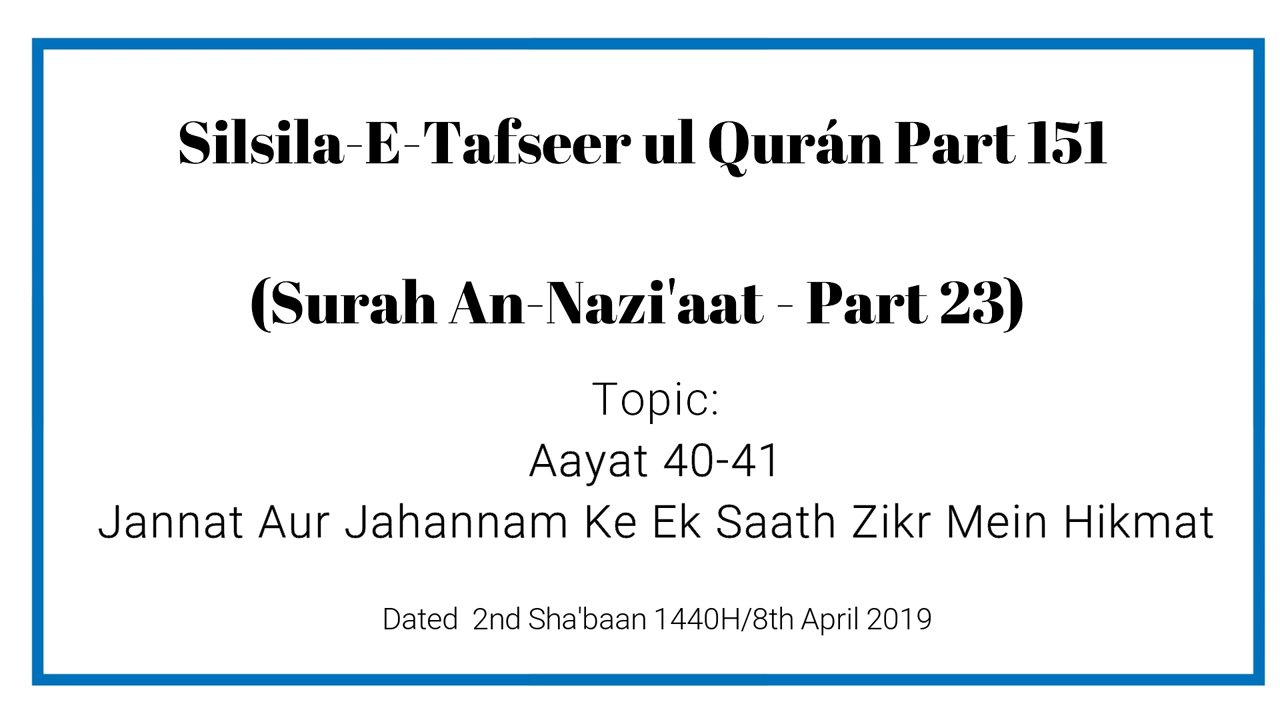 Silsila-E-Tafseer ul Qurán Part 151
(Surah An-Nazi'aat - Part 23)
Topic:
Aayat 40-41
Jannat Aur Jahannam Ke Ek Saath Zikr Mein Hikmat
Dated 2nd Sha'baan 1440H/8th April 2019